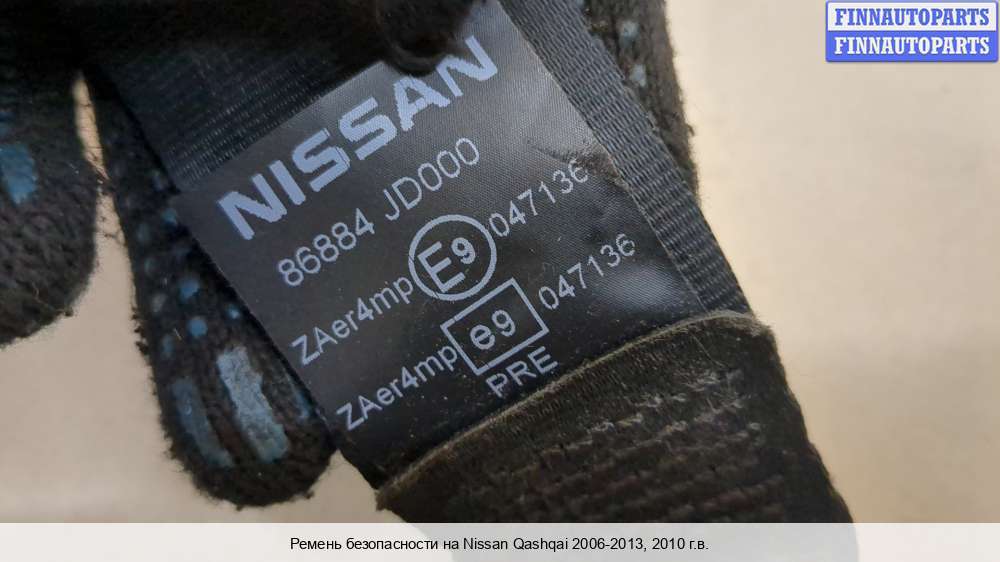 FINNAUTOPARTS
FINNAUTOPARTS
NISSAN
86884 JD000
ZAer4mp E9 047136
ZAer4mp e9 047136
PRE
Ремень безопасности на Nissan Qashqai 2006-2013, 2010 г.в.